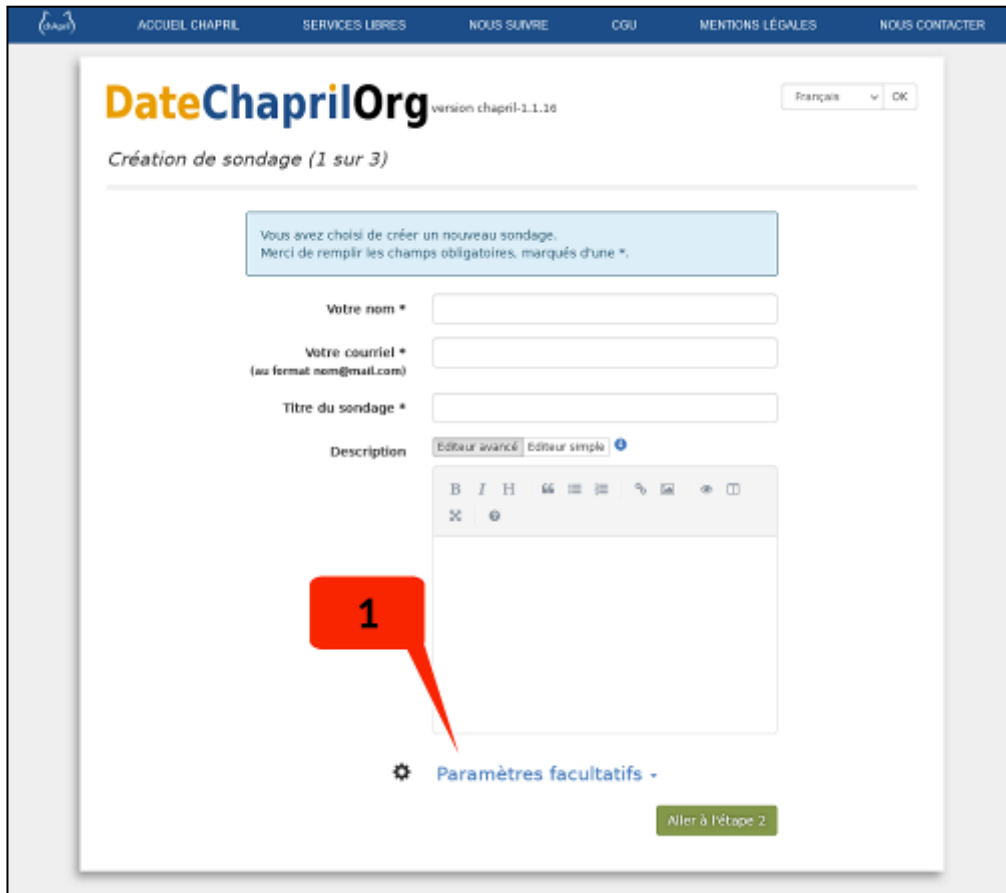 (chApril)
ACCUEIL CHAPRIL SERVICES LIBRES NOUS SUIVRE CGU MENTIONS LÉGALES NOUS CONTACTER
DateChaprilOrg version chapril-1.1.16
Français OK
Création de sondage (1 sur 3)
Vous avez choisi de créer un nouveau sondage.
Merci de remplir les champs obligatoires, marqués d'une *.
Votre nom *
Votre courriel *
(au format nom@mail.com)
Titre du sondage *
Description Editeur avancé Editeur simple
B I H
1
Paramètres facultatifs
Aller à l'étape 2